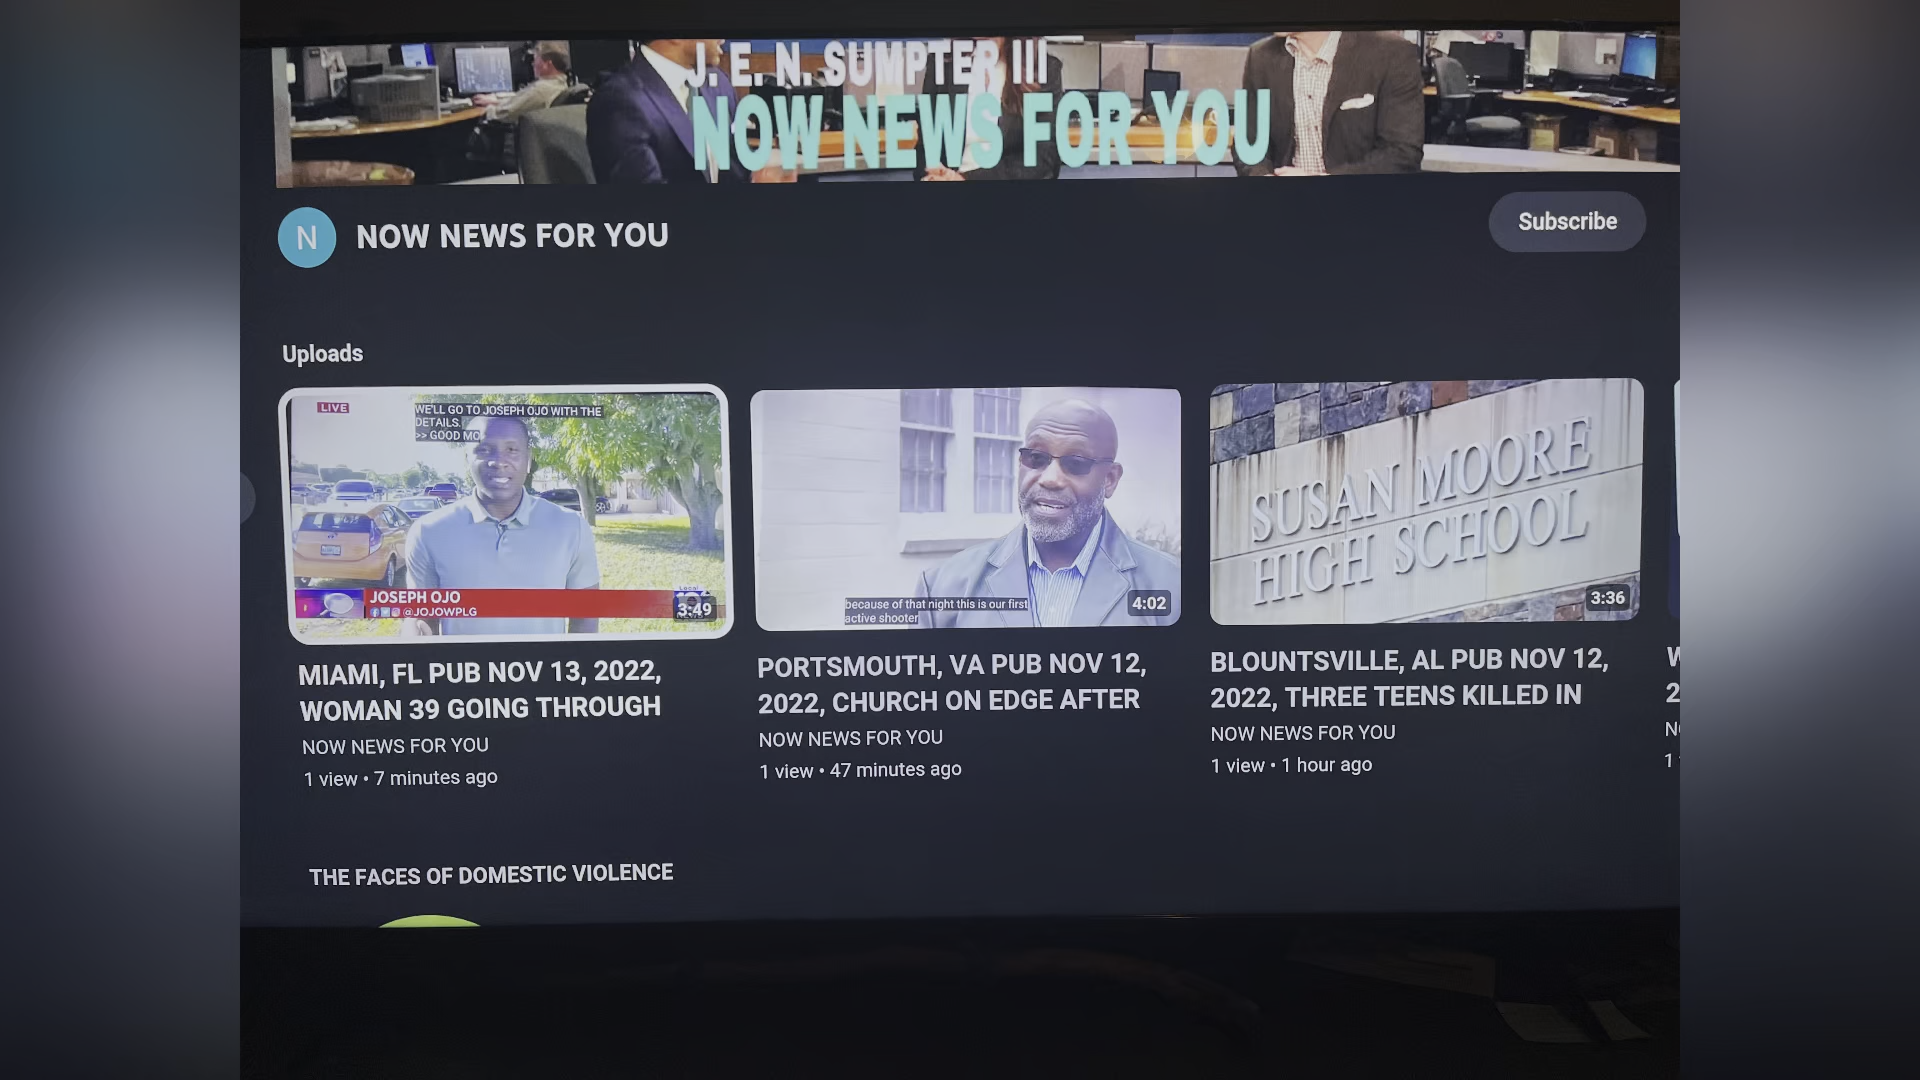 J. E. N. SUMPTER III
NOW NEWS FOR YOU
N
NOW NEWS FOR YOU
Subscribe
Uploads
LIVE
WE'LL GO TO JOSEPH OJO WITH THE
DETAILS.
>> GOOD MO
JOSEPH OJO
@JOJOWPLG
3:49
MIAMI, FL PUB NOV 13, 2022,
WOMAN 39 GOING THROUGH
NOW NEWS FOR YOU
1 view • 7 minutes ago
because of that night this is our first
active shooter
4:02
PORTSMOUTH, VA PUB NOV 12,
2022, CHURCH ON EDGE AFTER
NOW NEWS FOR YOU
1 view • 47 minutes ago
SUSAN MOORE
HIGH SCHOOL
3:36
BLOUNTSVILLE, AL PUB NOV 12,
2022, THREE TEENS KILLED IN
NOW NEWS FOR YOU
1 view • 1 hour ago
THE FACES OF DOMESTIC VIOLENCE